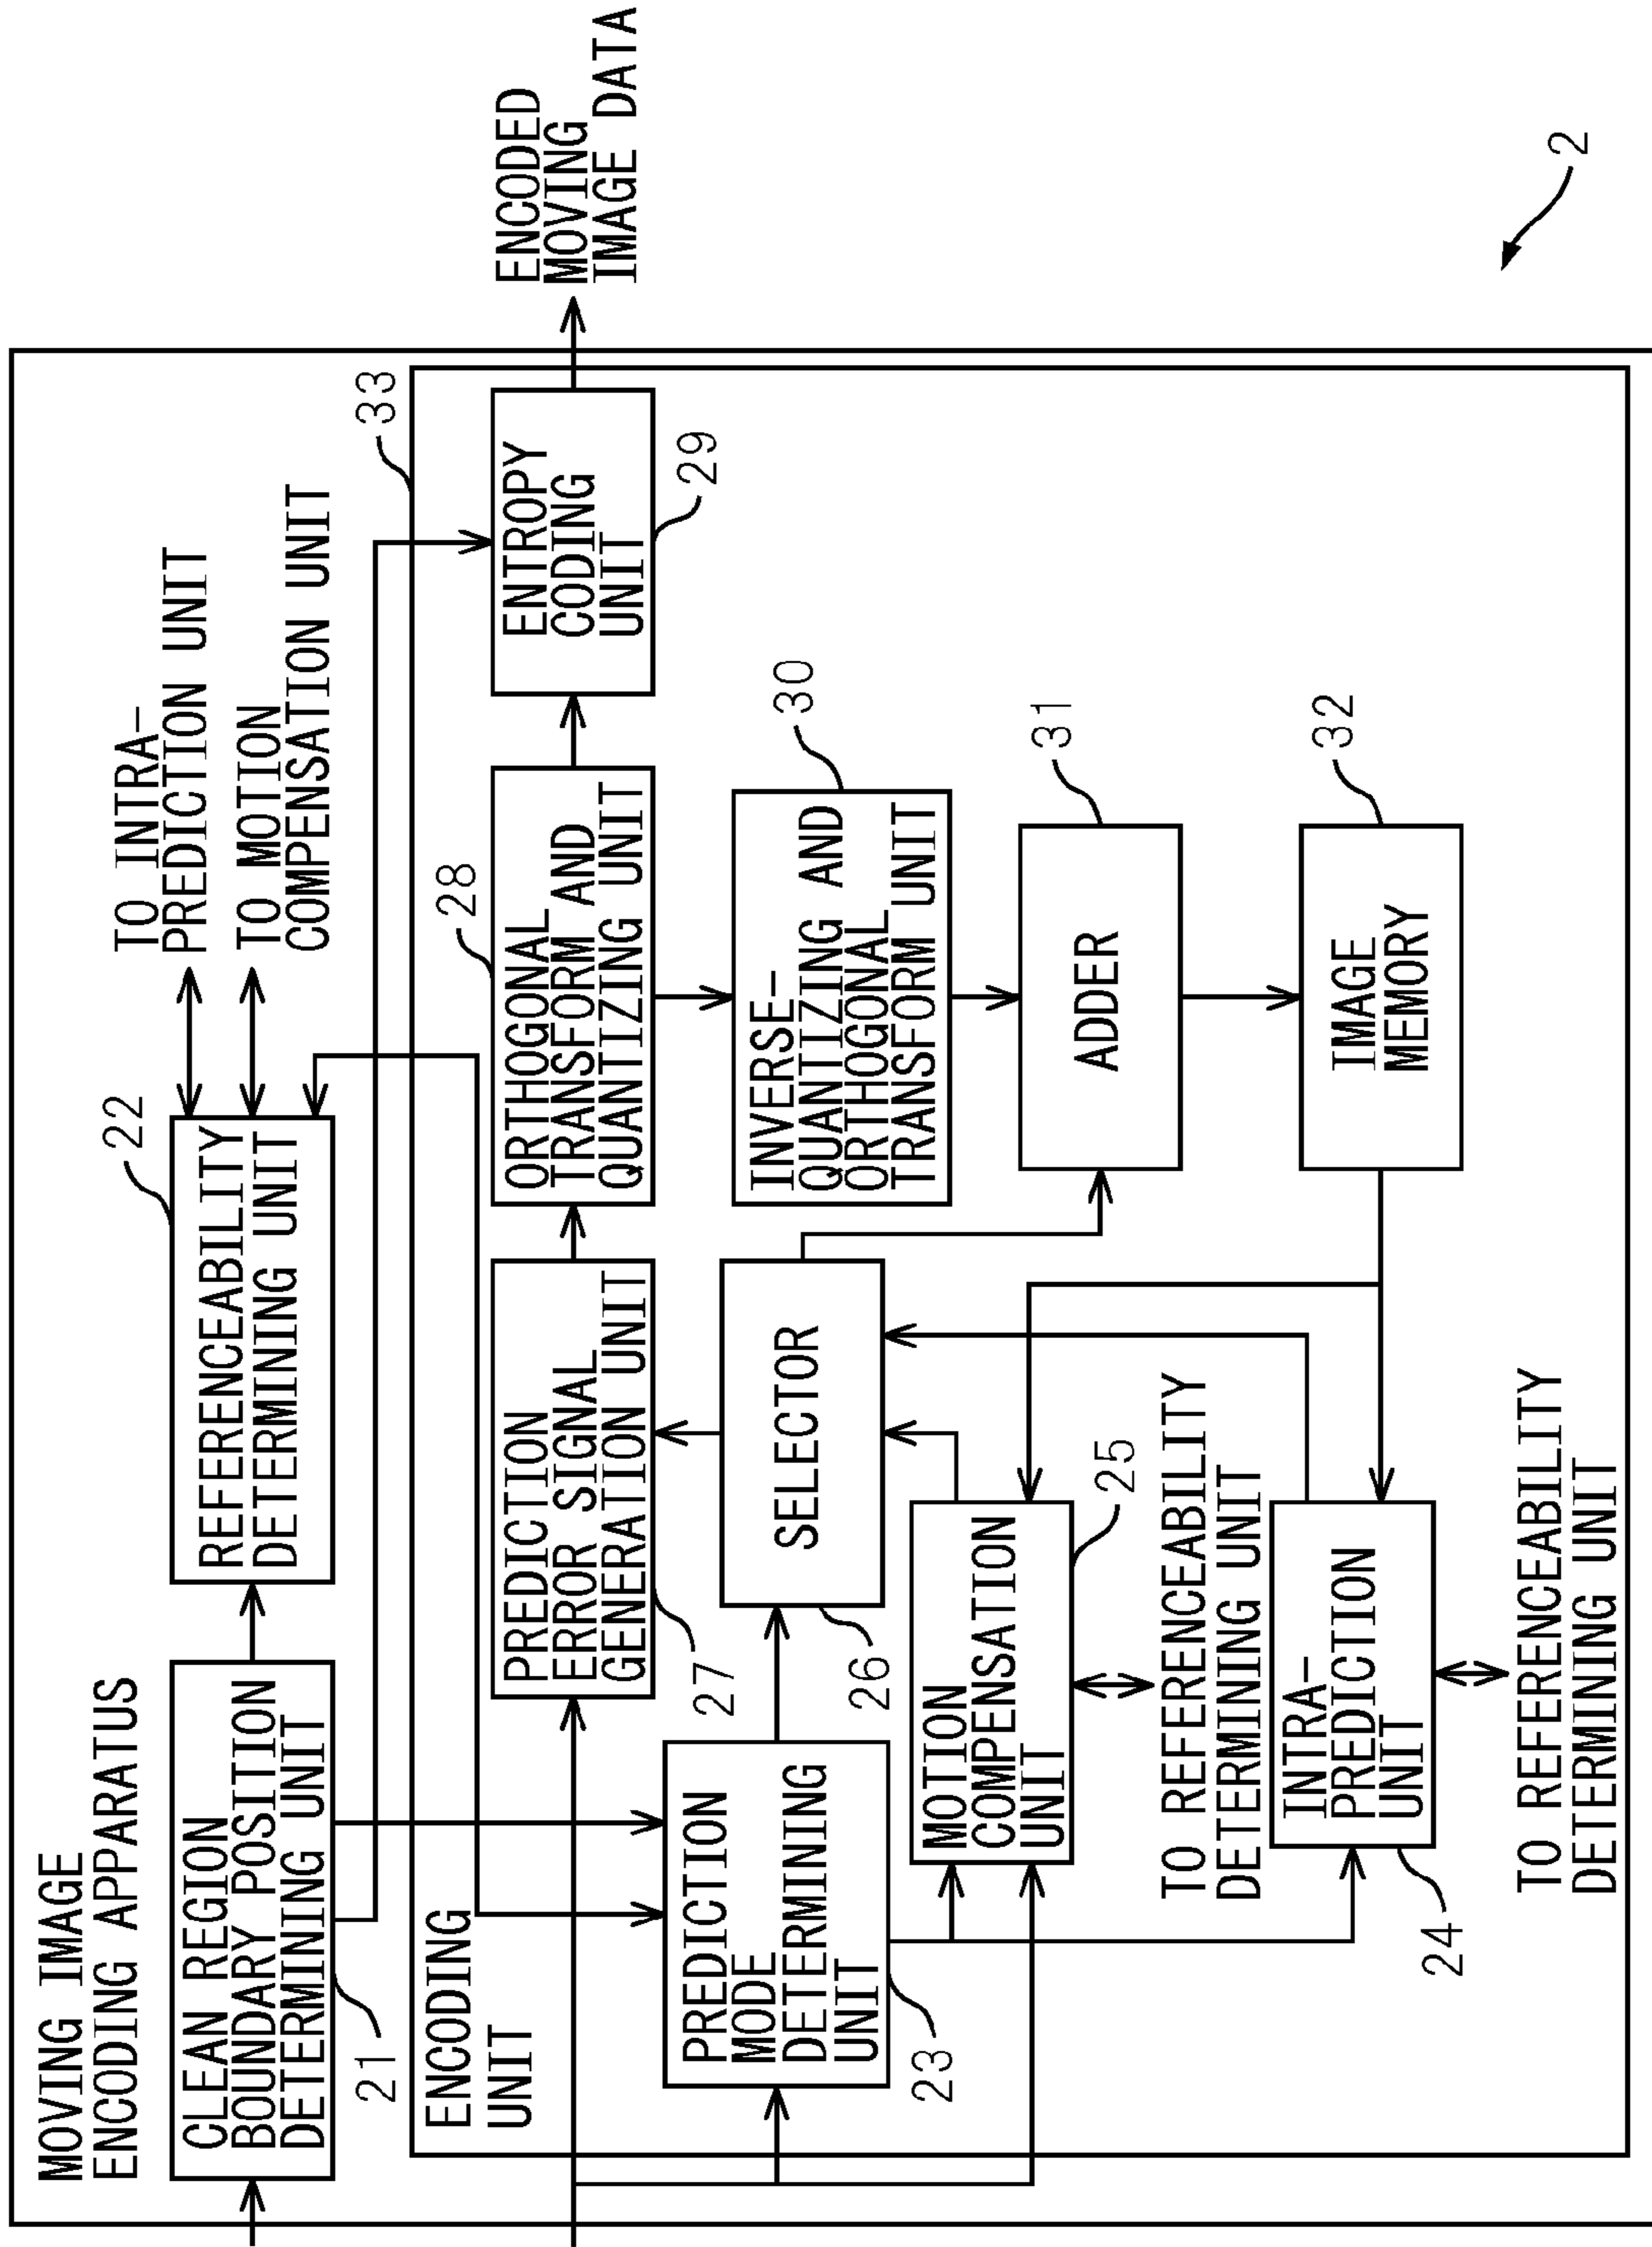 MOVING IMAGE
ENCODING APPARATUS
CLEAN REGION
BOUNDARY POSITION
DETERMINING UNIT
21
REFERENCEABILITY
DETERMINING UNIT
22
TO INTRA-
PREDICTION UNIT
TO MOTION
COMPENSATION UNIT
ENCODING
UNIT
33
PREDICTION
ERROR SIGNAL
GENERATION UNIT
27
ORTHOGONAL
TRANSFORM AND
QUANTIZING UNIT
28
ENTROPY
CODING
UNIT
29
ENCODED
MOVING
IMAGE DATA
PREDICTION
MODE
DETERMINING
UNIT
23
SELECTOR
26
INVERSE-
QUANTIZING AND
ORTHOGONAL
TRANSFORM UNIT
30
MOTION
COMPENSATION
UNIT
25
TO REFERENCEABILITY
DETERMINING UNIT
ADDER
31
INTRA-
PREDICTION
UNIT
24
TO REFERENCEABILITY
DETERMINING UNIT
IMAGE
MEMORY
32
2